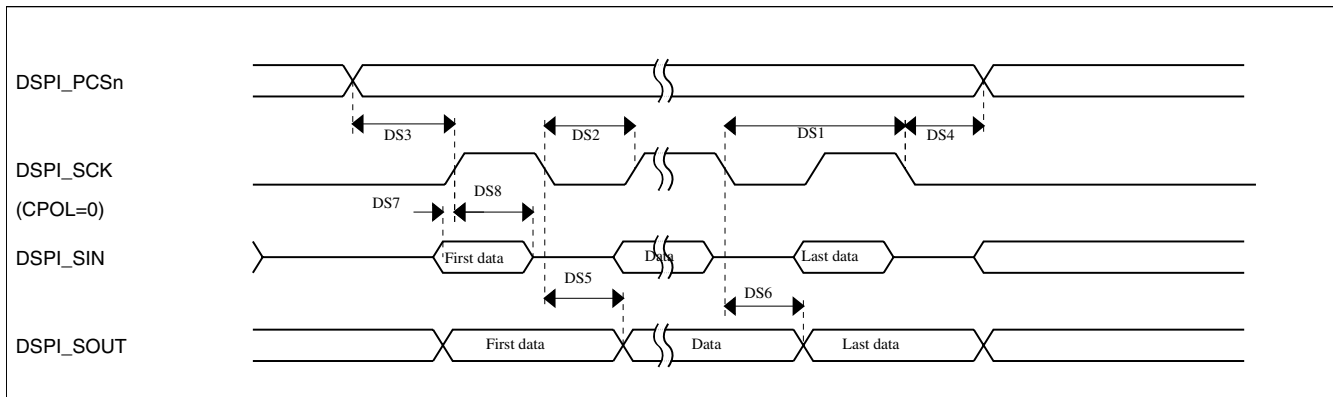 DSPI_PCSn
DS3
DS2
DS1
DS4
DSPI_SCK
(CPOL=0)
DS7
DS8
DSPI_SIN
First data
Data
Last data
DS5
DS6
DSPI_SOUT
First data
Data
Last data